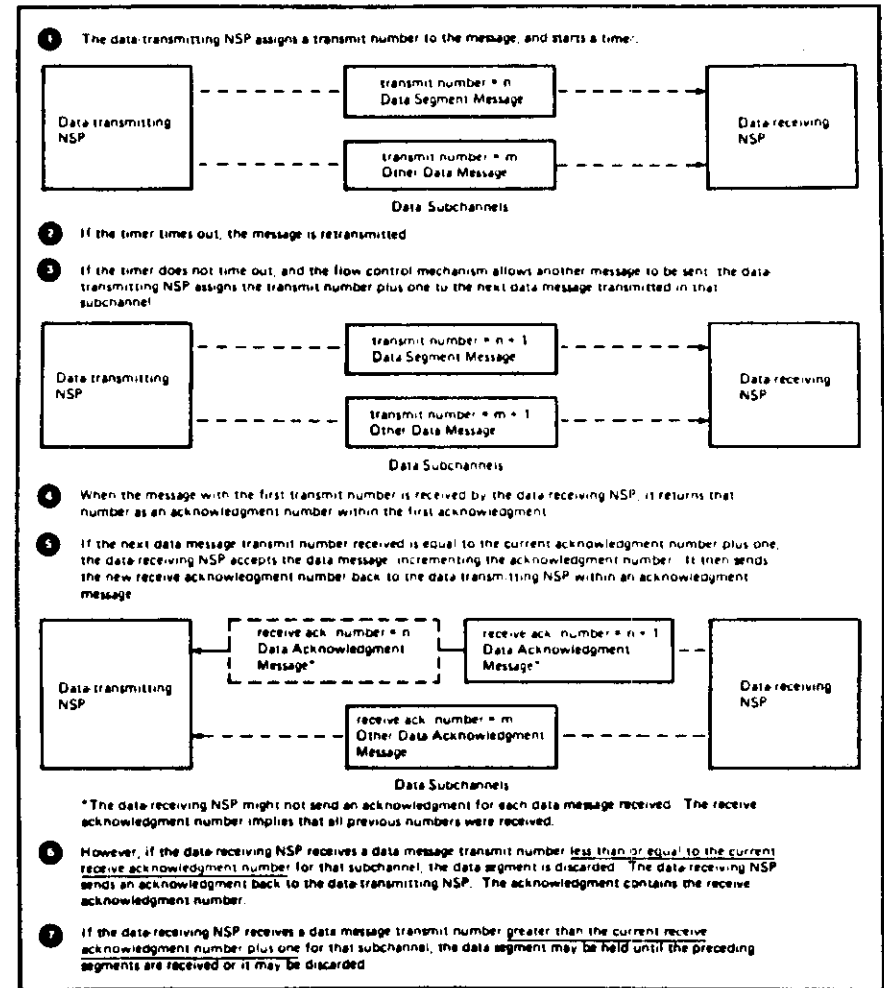 1 The data-transmitting NSP assigns a transmit number to the message, and starts a timer.
transmit number = n
Data Segment Message
Data transmitting
NSP
Data receiving
NSP
transmit number = m
Other Data Message
Data Subchannels
2 If the timer times out, the message is retransmitted
3 If the timer does not time out, and the flow control mechanism allows another message to be sent, the data-
transmitting NSP assigns the transmit number plus one to the next data message transmitted in that
subchannel
transmit number = n + 1
Data Segment Message
Data transmitting
NSP
Data receiving
NSP
transmit number = m + 1
Other Data Message
Data Subchannels
4 When the message with the first transmit number is received by the data-receiving NSP, it returns that
number as an acknowledgment number within the first acknowledgment
5 If the next data message transmit number received is equal to the current acknowledgment number plus one,
the data-receiving NSP accepts the data message, incrementing the acknowledgment number. It then sends
the new receive acknowledgment number back to the data-transmitting NSP within an acknowledgment
message
receive ack. number = n
Data Acknowledgment
Message*
receive ack. number = n + 1
Data Acknowledgment
Message*
Data-transmitting
NSP
Data-receiving
NSP
receive ack. number = m
Other Data Acknowledgment
Message
Data Subchannels
*The data-receiving NSP might not send an acknowledgment for each data message received. The receive
acknowledgment number implies that all previous numbers were received.
6 However, if the data-receiving NSP receives a data message transmit number less than or equal to the current
receive acknowledgment number for that subchannel, the data segment is discarded. The data-receiving NSP
sends an acknowledgment back to the data-transmitting NSP. The acknowledgment contains the receive
acknowledgment number.
7 If the data-receiving NSP receives a data message transmit number greater than the current receive
acknowledgment number plus one for that subchannel, the data segment may be held until the preceding
segments are received or it may be discarded